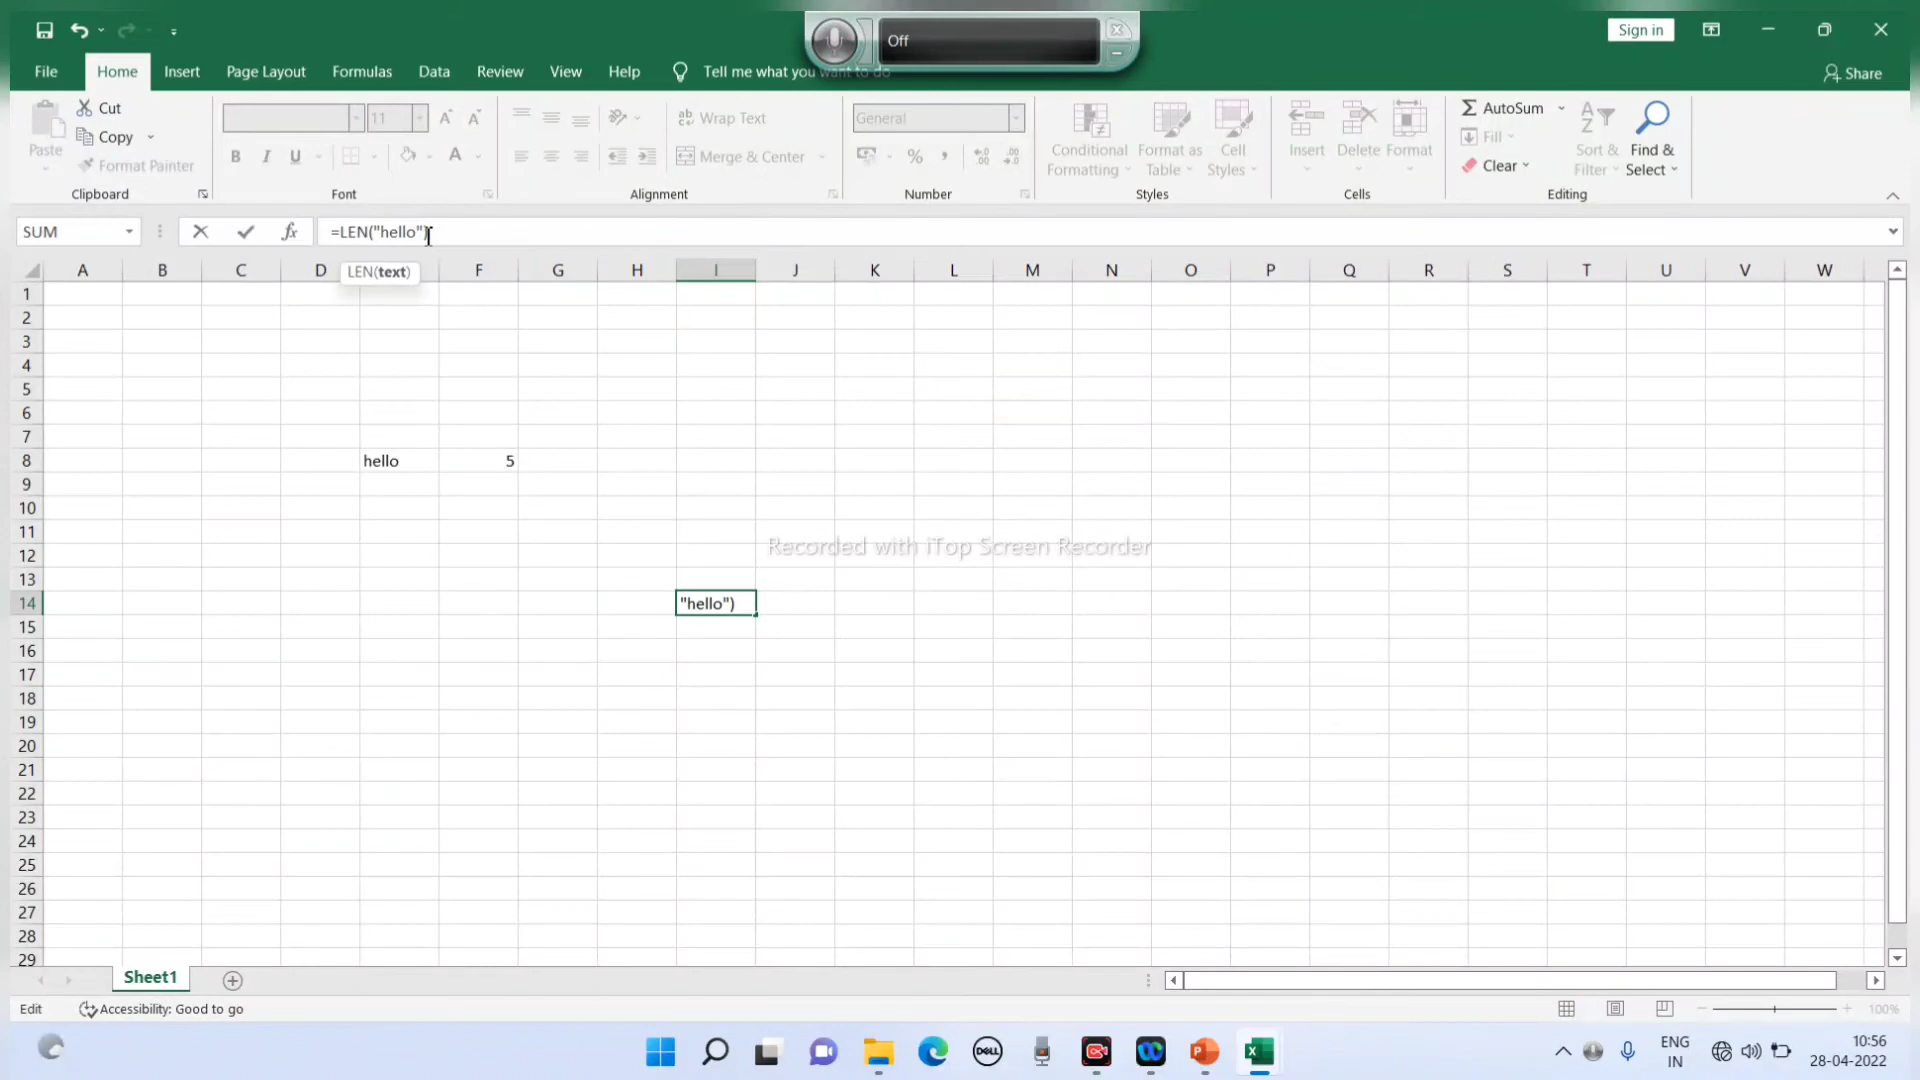 Off
Sign in
File Home Insert Page Layout Formulas Data Review View Help Tell me what you want to do Share
Paste Cut Copy Format Painter
11
Wrap Text Merge & Center
General
Conditional Formatting Format as Table Cell Styles
Insert Delete Format
AutoSum Fill Clear Sort & Filter Find & Select
Clipboard Font Alignment Number Styles Cells Editing
SUM fx =LEN("hello")
LEN(text)
A B C D F G H I J K L M N O P Q R S T U V W
1
2
3
4
5
6
7
8 hello 5
9
10
11
12
Recorded with iTop Screen Recorder
13
14 "hello")
15
16
17
18
19
20
21
22
23
24
25
26
27
28
29
Sheet1
Edit Accessibility: Good to go 100%
DELL
ENG IN
10:56
28-04-2022